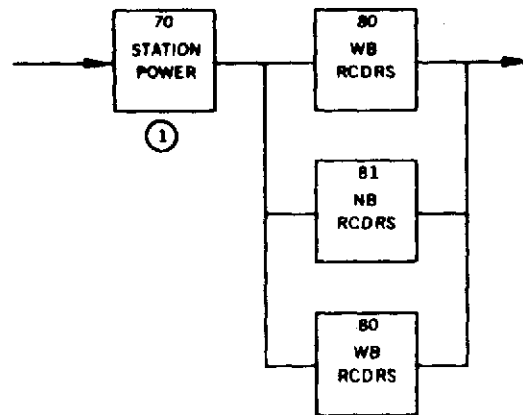 70
STATION
POWER
1
80
WB
RCDRS
81
NB
RCDRS
80
WB
RCDRS